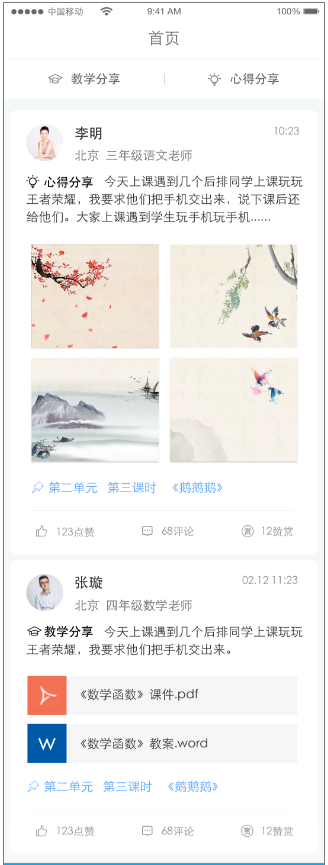 中国移动 9:41 AM 100%
首页
教学分享 心得分享
李明 10:23
北京 三年级语文老师
心得分享 今天上课遇到几个后排同学上课玩玩
王者荣耀，我要求他们把手机交出来，说下课后还
给他们。大家上课遇到学生玩手机玩手机......
第二单元 第三课时 《鹅鹅鹅》
123点赞 68评论 赏 12赞赏
张璇 02.12 11:23
北京 四年级数学老师
教学分享 今天上课遇到几个后排同学上课玩玩
王者荣耀，我要求他们把手机交出来。
《数学函数》课件.pdf
W 《数学函数》教案.word
第二单元 第三课时 《鹅鹅鹅》
123点赞 68评论 赏 12赞赏